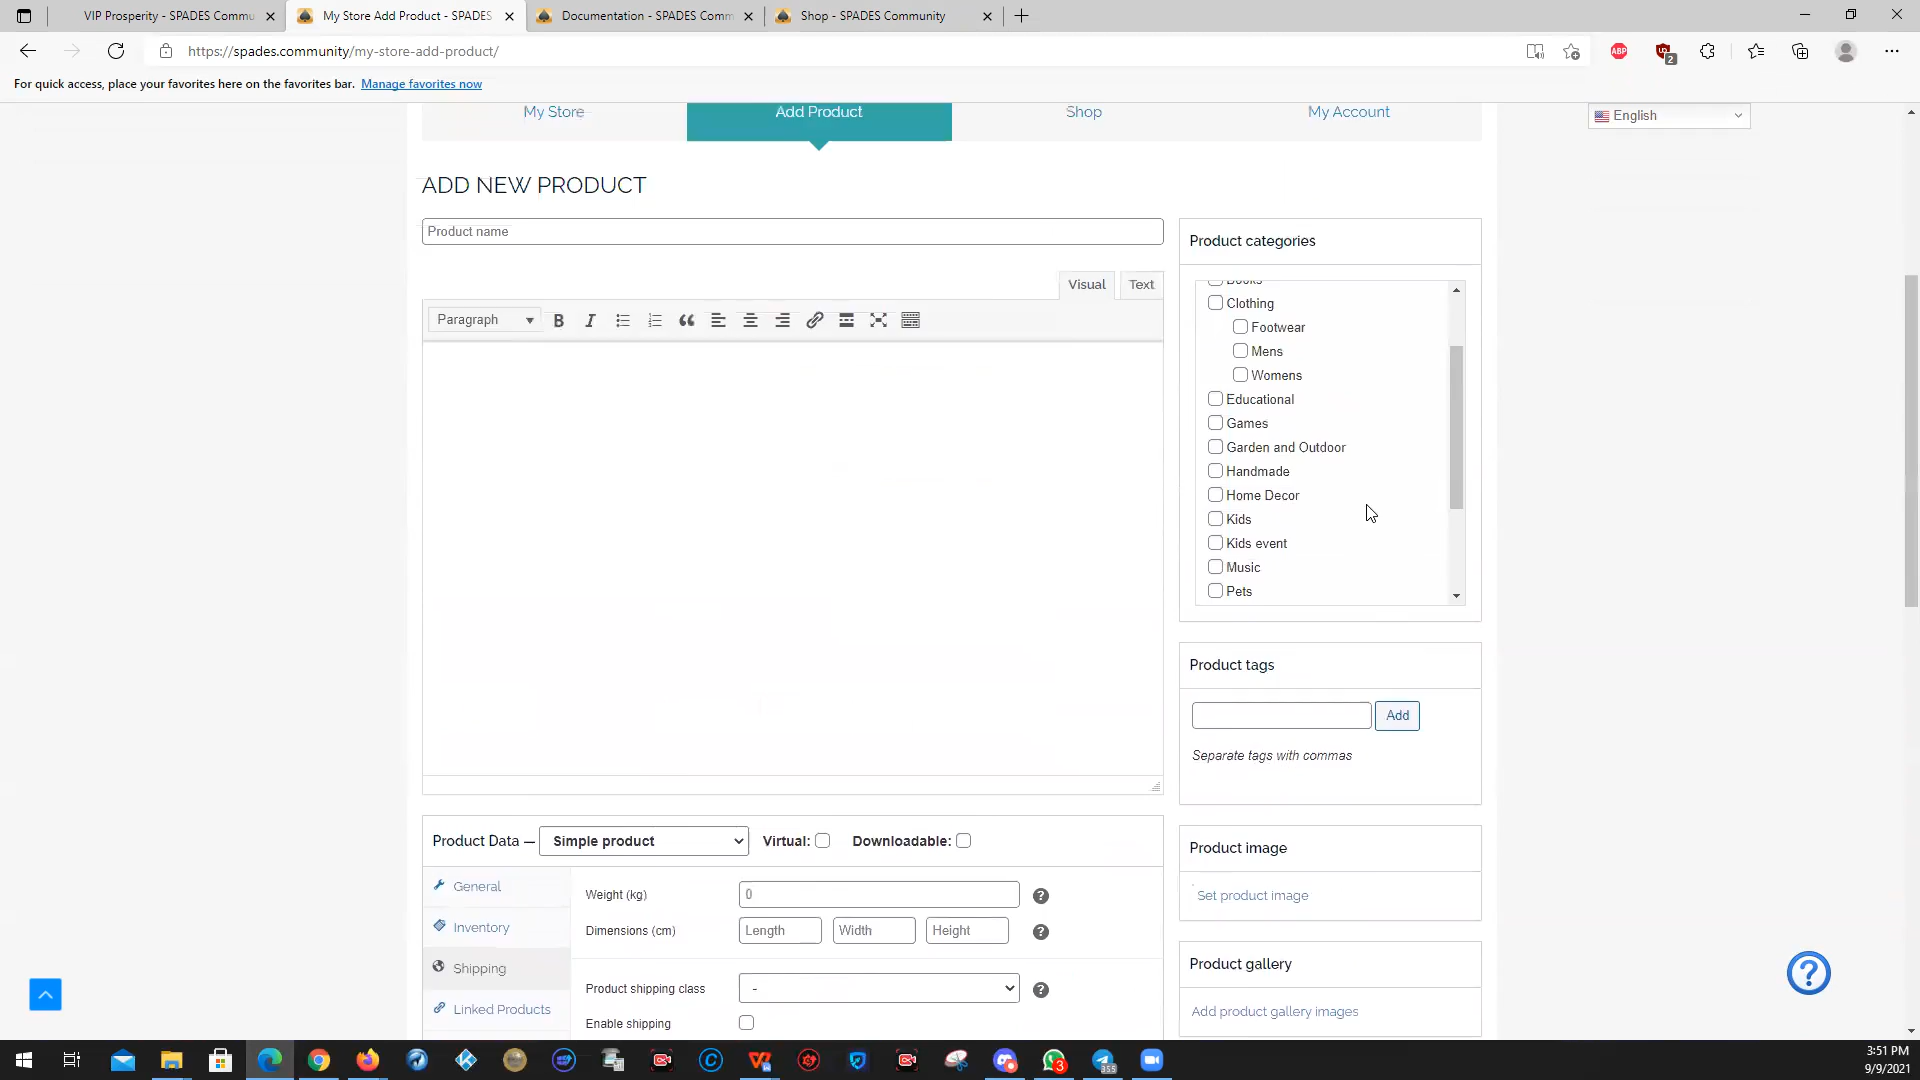 VIP Prosperity - SPADES Commu
My Store Add Product - SPADES
Documentation - SPADES Comm
Shop - SPADES Community
https://spades.community/my-store-add-product/
ABP
2
For quick access, place your favorites here on the favorites bar. Manage favorites now
My Store
Add Product
Shop
My Account
English
ADD NEW PRODUCT
Product name
Product categories
Books
Visual
Text
Clothing
Paragraph
Footwear
Mens
Womens
Educational
Games
Garden and Outdoor
Handmade
Home Decor
Kids
Kids event
Music
Pets
Product tags
Add
Separate tags with commas
Product Data —
Simple product
Virtual:
Downloadable:
Product image
General
Weight (kg)
0
Set product image
Inventory
Dimensions (cm)
Length
Width
Height
Shipping
Product gallery
Product shipping class
-
Linked Products
Add product gallery images
Enable shipping
3
355
3:51 PM
9/9/2021